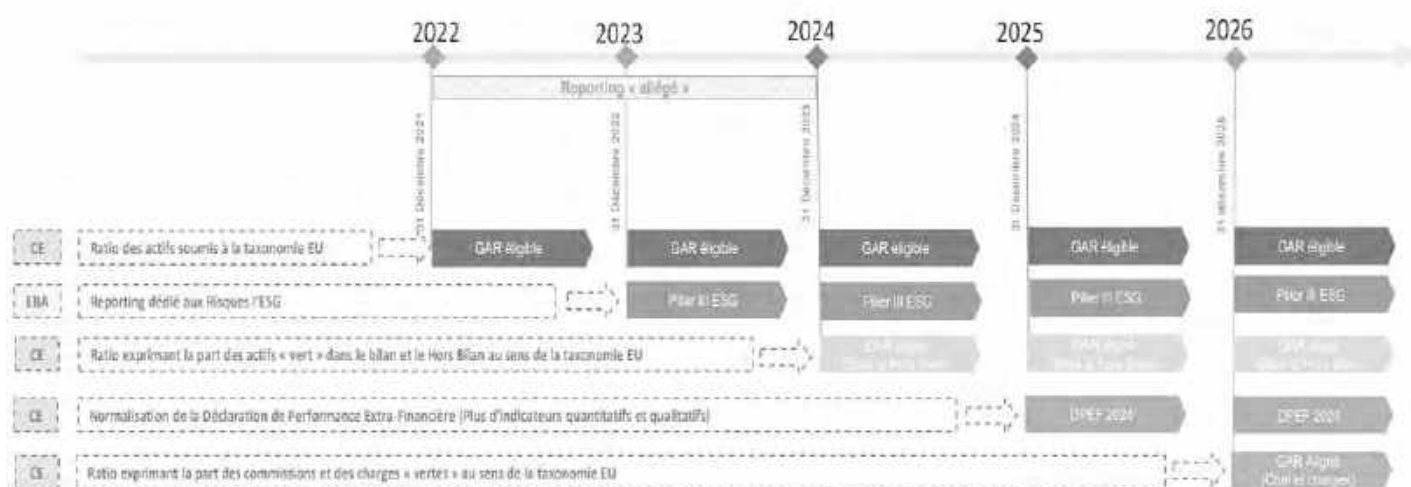 2022 2023 2024 2025 2026
Reporting « allégé »
31 Décembre 2021
31 Décembre 2022
31 Décembre 2023
31 Décembre 2024
31 2025
CE Ratio des actifs soumis à la taxonomie EU GAR éligible GAR éligible GAR éligible GAR éligible GAR éligible
EBA Reporting dédié aux Risques l'ESG Pilier III ESG Pilier III ESG Pilier III ESG Pilier III ESG
CE Ratio exprimant la part des actifs « vert » dans le bilan et le Hors Bilan au sens de la taxonomie EU
CE Normalisation de la Déclaration de Performance Extra-Financière (Plus d'indicateurs quantitatifs et qualitatifs) DPEF 2024 DPEF 2024
CE Ratio exprimant la part des commissions et des charges « vertes » au sens de la taxonomie EU GAR Aligné
(Com et charges)